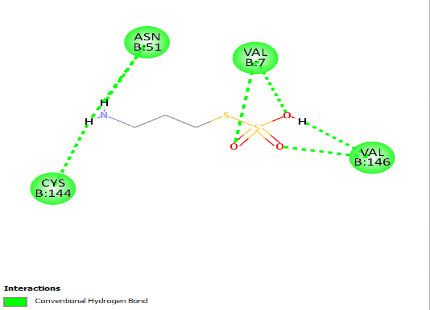 ASN
B:51
VAL
B:7
H
N
H
S
O
H
S
O
O
VAL
B:146
CYS
B:144
Interactions
Conventional Hydrogen Bond